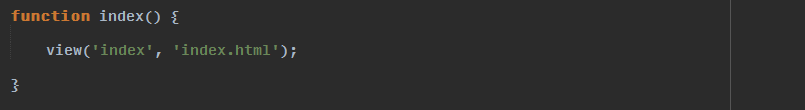 function index() {
view('index', 'index.html');
}